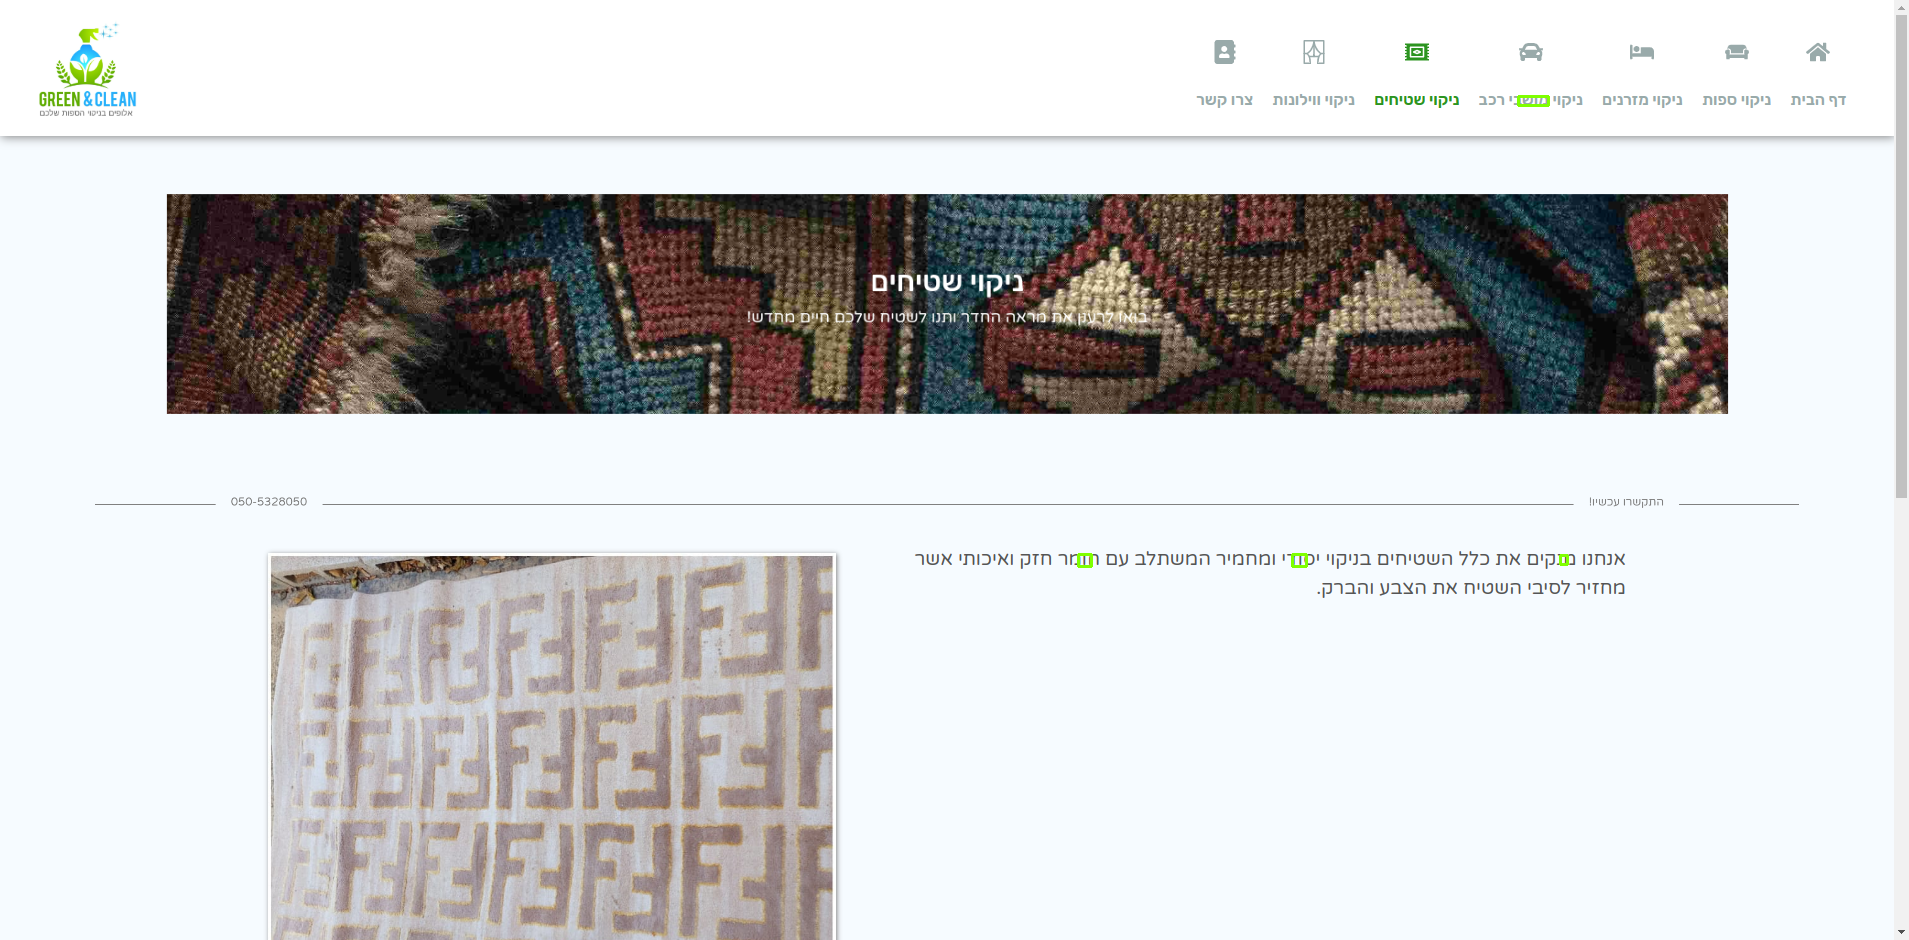 GREEN & CLEAN
אלופים בניקוי הספות שלכם
דף הבית
ניקוי ספות
ניקוי מזרנים
ניקוי רכב
ניקוי שטיחים
ניקוי ווילונות
צרו קשר
ניקוי שטיחים
בואו לרענן את מראה החדר ותנו לשטיח שלכם חיים מחדש!
התקשרו עכשיו!
050-5328050
אנחנו מנקים את כלל השטיחים בניקוי יסודי ומחמיר המשתלב עם חומר חזק ואיכותי אשר
מחזיר לסיבי השטיח את הצבע והברק.